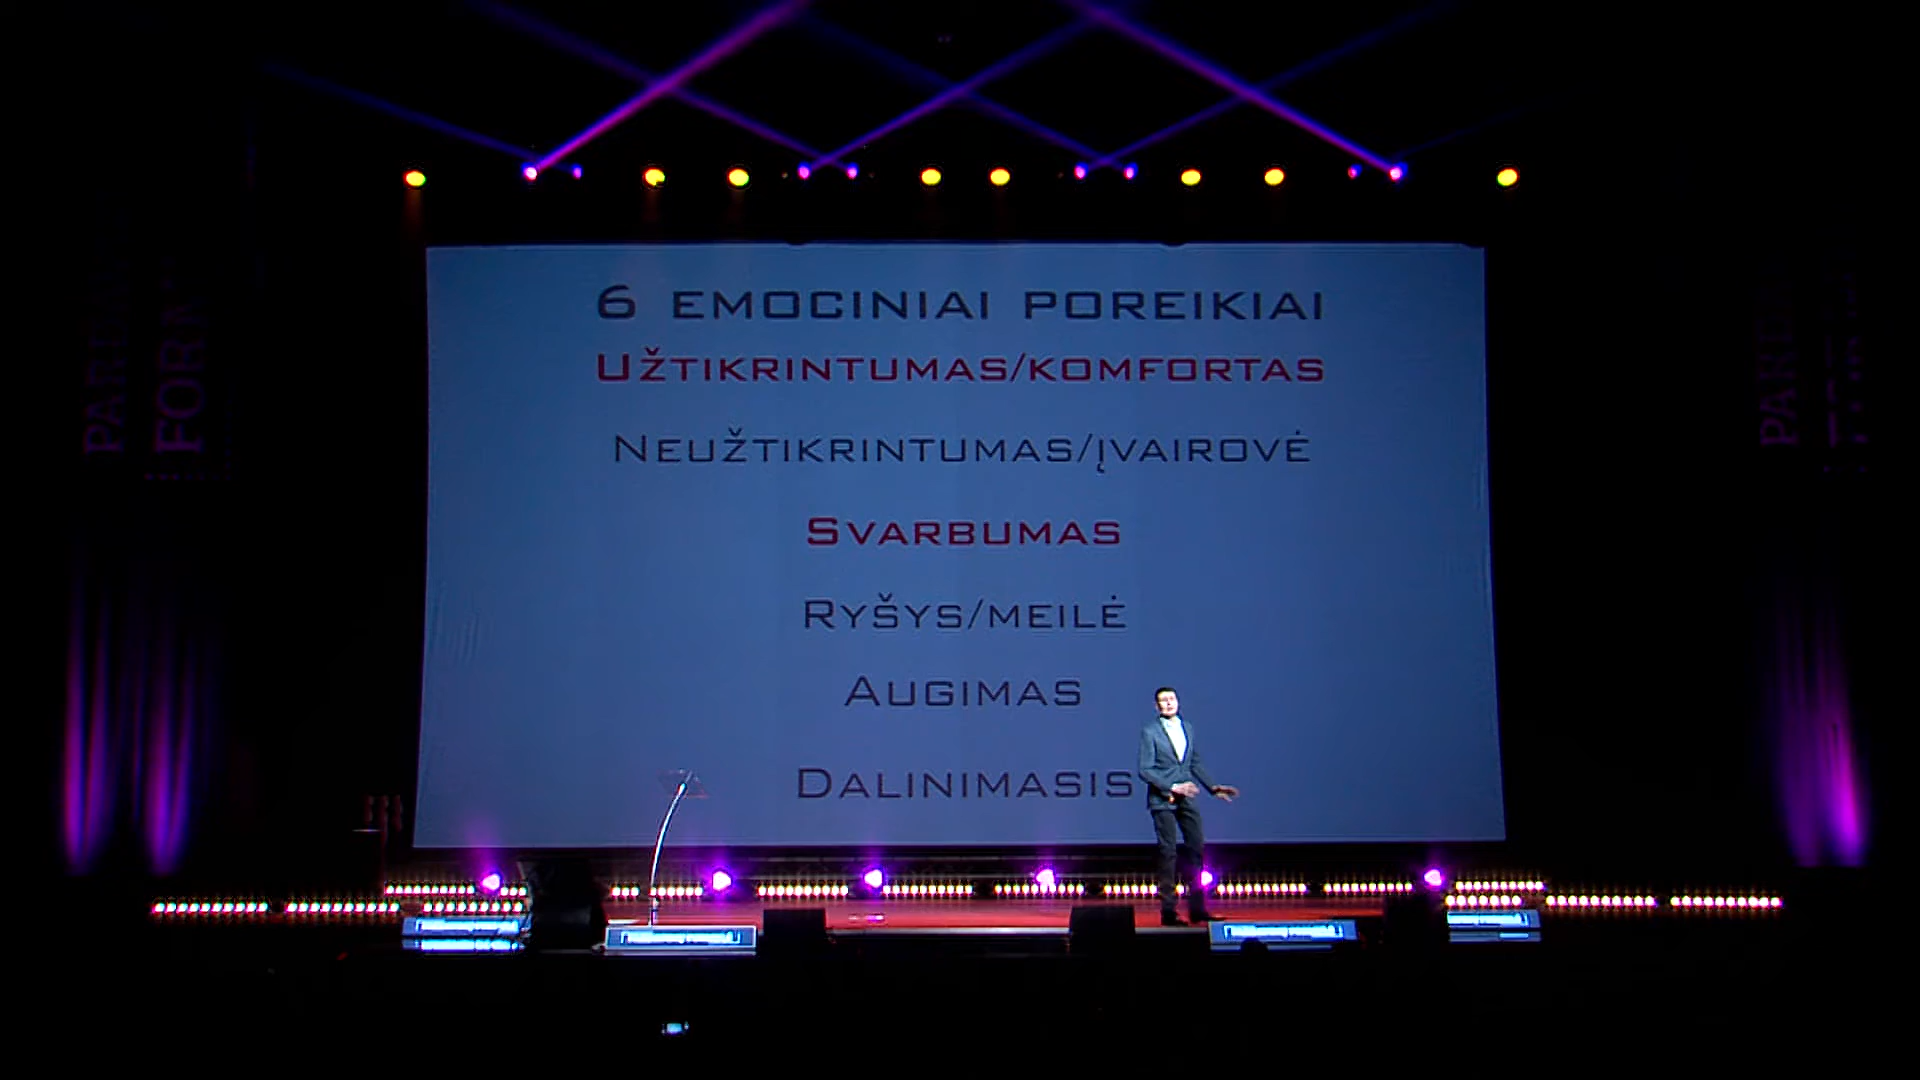 6 EMOCINIAI POREIKIAI
UŽTIKRINTUMAS/KOMFORTAS
NEUŽTIKRINTUMAS/ĮVAIROVĖ
SVARBUMAS
RYŠYS/MEILĖ
AUGIMAS
DALINIMASIS